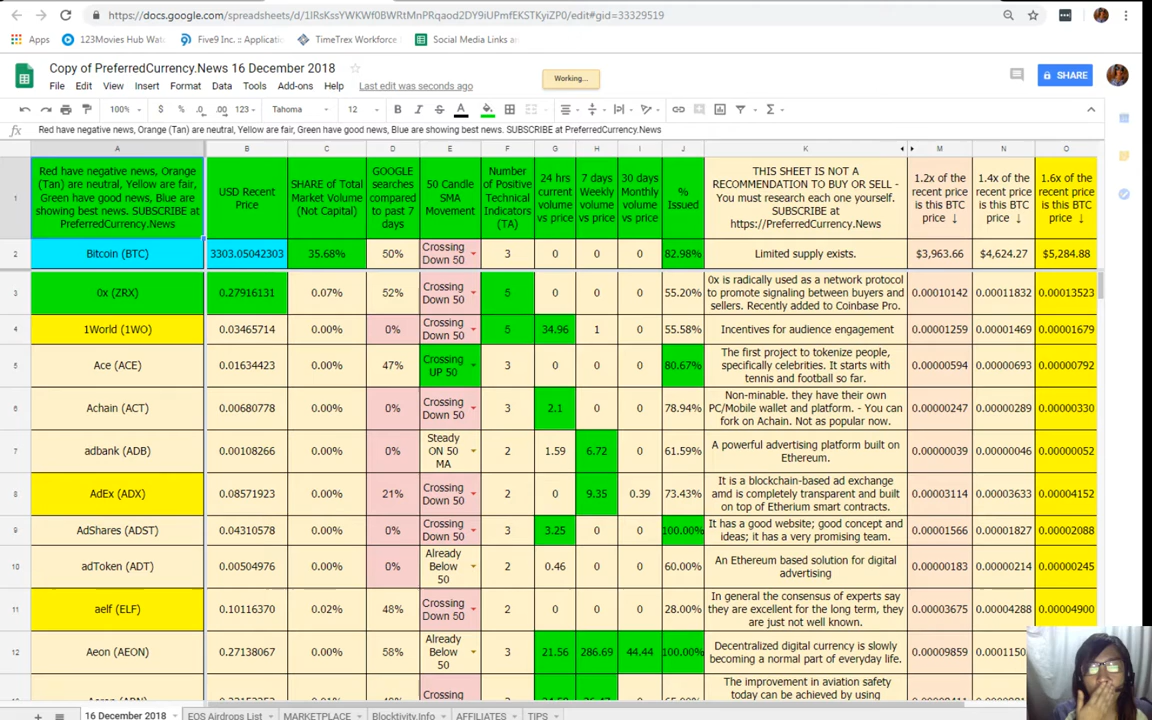 https://docs.google.com/spreadsheets/d/1IRsKssYWKWf0BWRtMnPRqaod2DY9iUPmfEKSTKyiZP0/edit#gid=33329519
Apps 123Movies Hub Wat Five9 Inc. :: Applicatio TimeTrex Workforce Social Media Links a
Copy of PreferredCurrency.News 16 December 2018
Working...
SHARE
File Edit View Insert Format Data Tools Add-ons Help Last edit was seconds ago
100% $ % .0 .00 123 Tahoma 12 B I S A
fx Red have negative news, Orange (Tan) are neutral, Yellow are fair, Green have good news, Blue are showing best news. SUBSCRIBE at PreferredCurrency.News
A B C D E F G H I J K M N O
1 Red have negative news, Orange (Tan) are neutral, Yellow are fair, Green have good news, Blue are showing best news. SUBSCRIBE at PreferredCurrency.News USD Recent Price SHARE of Total Market Volume (Not Capital) GOOGLE searches compared to past 7 days 50 Candle SMA Movement Number of Positive Technical Indicators (TA) 24 hrs current volume vs price 7 days Weekly volume vs price 30 days Monthly volume vs price % Issued THIS SHEET IS NOT A RECOMMENDATION TO BUY OR SELL - You must research each one yourself. SUBSCRIBE at https://PreferredCurrency.News 1.2x of the recent price is this BTC price ↓ 1.4x of the recent price is this BTC price ↓ 1.6x of the recent price is this BTC price ↓
2 Bitcoin (BTC) 3303.05042303 35.68% 50% Crossing Down 50 3 0 0 0 82.98% Limited supply exists. $3,963.66 $4,624.27 $5,284.88
3 0x (ZRX) 0.27916131 0.07% 52% Crossing Down 50 5 0 0 0 55.20% 0x is radically used as a network protocol to promote signaling between buyers and sellers. Recently added to Coinbase Pro. 0.00010142 0.00011832 0.00013523
4 1World (1WO) 0.03465714 0.00% 0% Crossing Down 50 5 34.96 1 0 55.58% Incentives for audience engagement 0.00001259 0.00001469 0.00001679
5 Ace (ACE) 0.01634423 0.00% 47% Crossing UP 50 3 0 0 0 80.67% The first project to tokenize people, specifically celebrities. It starts with tennis and football so far. 0.00000594 0.00000693 0.00000792
6 Achain (ACT) 0.00680778 0.00% 0% Crossing Down 50 3 2.1 0 0 78.94% Non-minable. they have their own PC/Mobile wallet and platform. - You can fork on Achain. Not as popular now. 0.00000247 0.00000289 0.00000330
7 adbank (ADB) 0.00108266 0.00% 0% Steady ON 50 MA 2 1.59 6.72 0 61.59% A powerful advertising platform built on Ethereum. 0.00000039 0.00000046 0.00000052
8 AdEx (ADX) 0.08571923 0.00% 21% Crossing Down 50 2 0 9.35 0.39 73.43% It is a blockchain-based ad exchange amd is completely transparent and built on top of Etherium smart contracts. 0.00003114 0.00003633 0.00004152
9 AdShares (ADST) 0.04310578 0.00% 0% Crossing Down 50 3 3.25 0 0 100.00% It has a good website; good concept and ideas; it has a very promising team. 0.00001566 0.00001827 0.00002088
10 adToken (ADT) 0.00504976 0.00% 0% Already Below 50 2 0.46 0 0 60.00% An Ethereum based solution for digital advertising 0.00000183 0.00000214 0.00000245
11 aelf (ELF) 0.10116370 0.02% 48% Crossing Down 50 2 0 0 0 28.00% In general the consensus of experts say they are excellent for the long term, they are just not well known. 0.00003675 0.00004288 0.00004900
12 Aeon (AEON) 0.27138067 0.00% 58% Already Below 50 3 21.56 286.69 44.44 100.00% Decentralized digital currency is slowly becoming a normal part of everyday life. 0.00009859 0.0001150
Crossing The improvement in aviation safety today can be achieved by using
16 December 2018 EOS Airdrops List MARKETPLACE Blocktivity.Info AFFILIATES TIPS